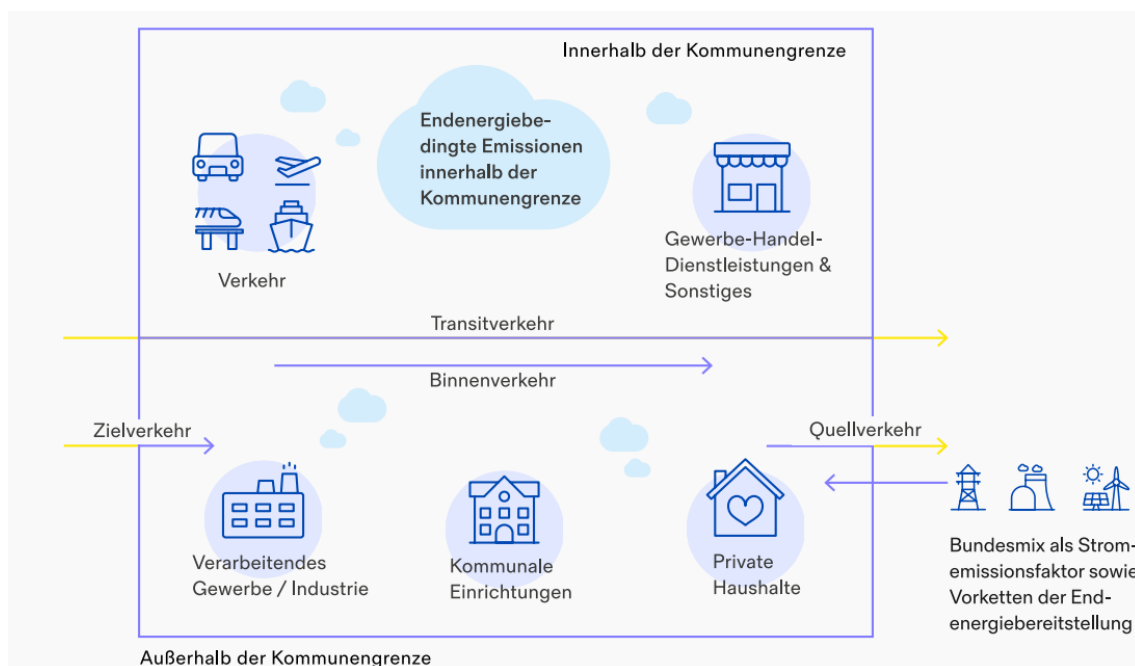 Innerhalb der Kommunengrenze
Endenergiebe-
dingte Emissionen
innerhalb der
Kommunengrenze
Verkehr
Gewerbe-Handel-
Dienstleistungen &
Sonstiges
Transitverkehr
Binnenverkehr
Zielverkehr
Quellverkehr
Verarbeitendes
Gewerbe / Industrie
Kommunale
Einrichtungen
Private
Haushalte
Bundesmix als Strom-
emissionsfaktor sowie
Vorketten der End-
energiebereitstellung
Außerhalb der Kommunengrenze